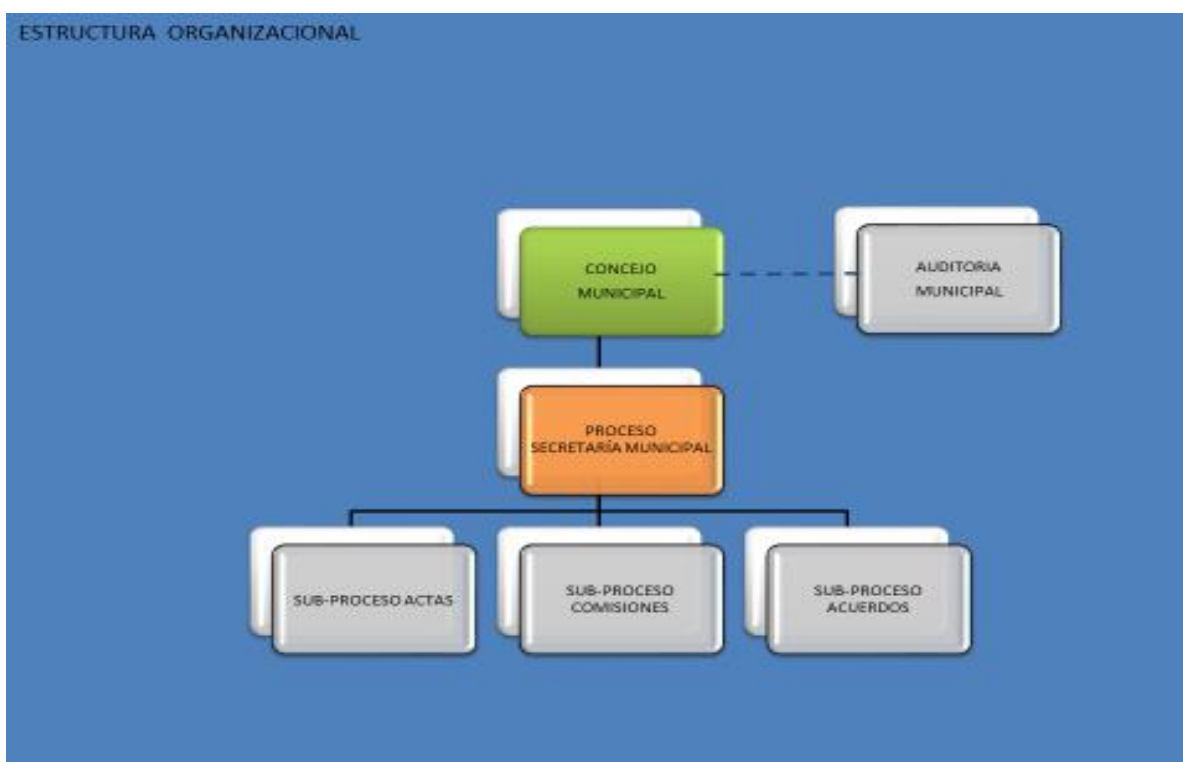 ESTRUCTURA ORGANIZACIONAL
CONCEJO
MUNICIPAL
AUDITORIA
MUNICIPAL
PROCESO
SECRETARÍA MUNICIPAL
SUB-PROCESO ACTAS
SUB-PROCESO
COMISIONES
SUB-PROCESO
ACUERDOS